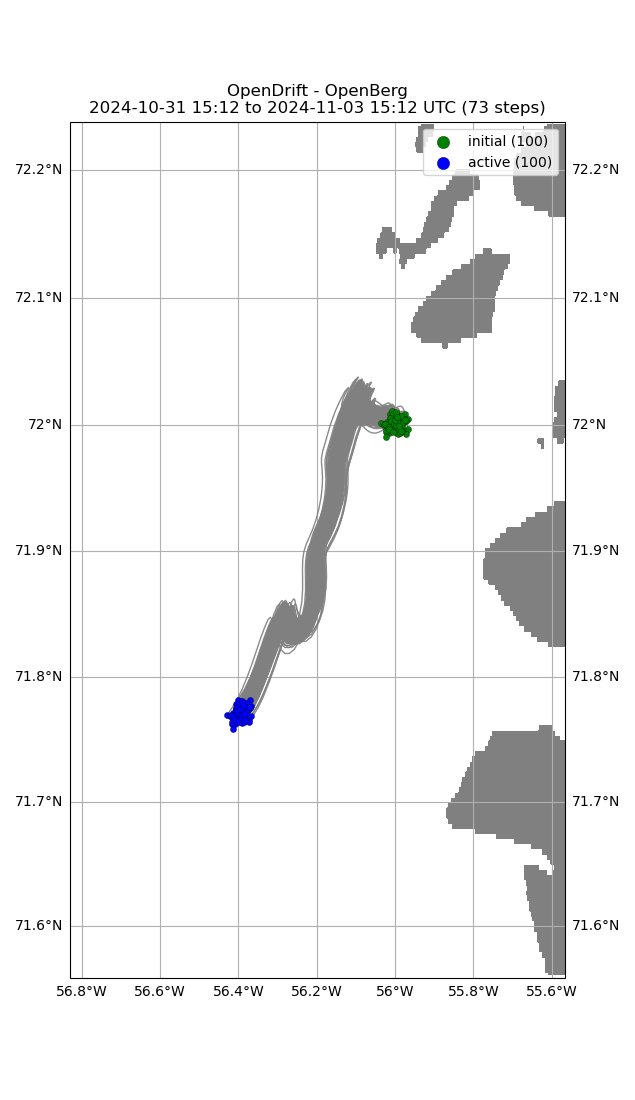 OpenDrift - OpenBerg
2024-10-31 15:12 to 2024-11-03 15:12 UTC (73 steps)
initial (100)
active (100)
72.2°N
72.2°N
72.1°N
72.1°N
72°N
72°N
71.9°N
71.9°N
71.8°N
71.8°N
71.7°N
71.7°N
71.6°N
71.6°N
56.8°W
56.6°W
56.4°W
56.2°W
56°W
55.8°W
55.6°W